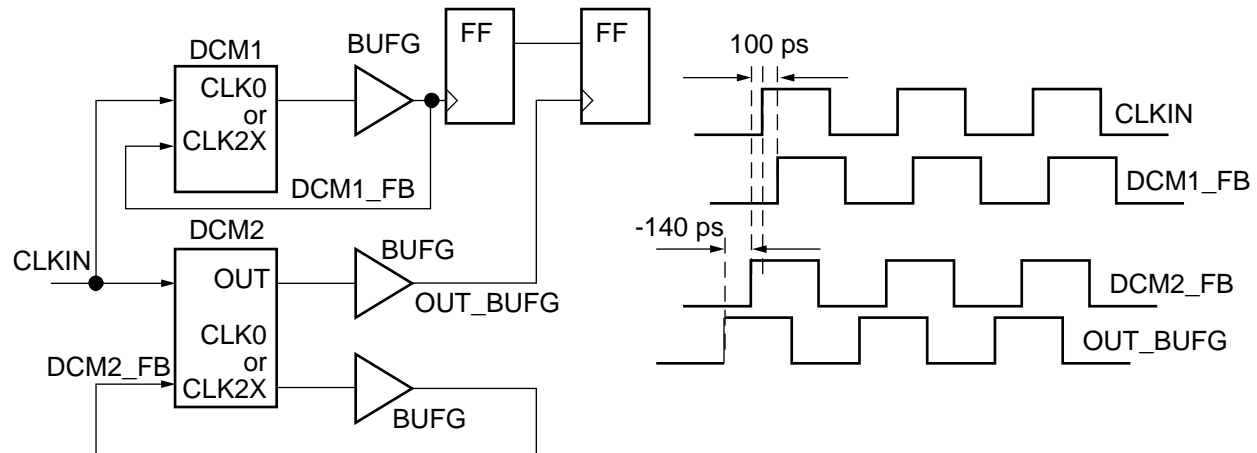 DCM1
CLK0
or
CLK2X
BUFG
FF
FF
DCM1_FB
CLKIN
DCM2
OUT
CLK0
or
CLK2X
DCM2_FB
BUFG
OUT_BUFG
BUFG
100 ps
CLKIN
DCM1_FB
-140 ps
DCM2_FB
OUT_BUFG